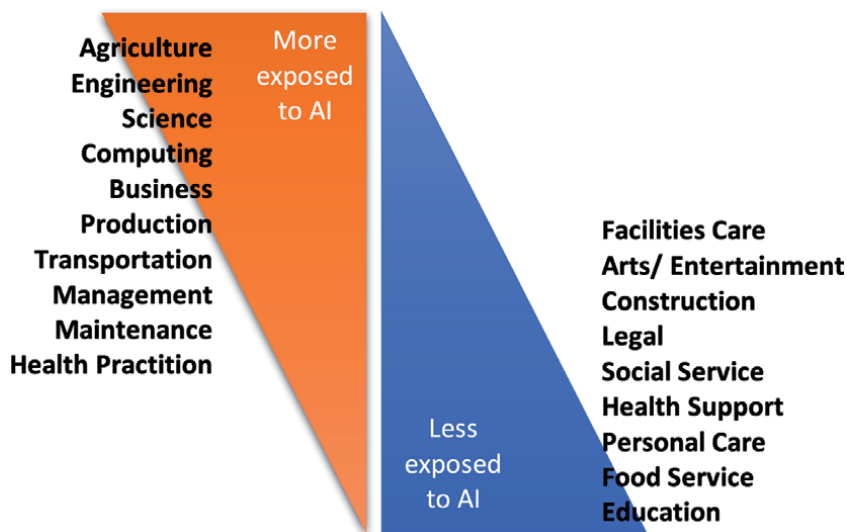 Agriculture
Engineering
Science
Computing
Business
Production
Transportation
Management
Maintenance
Health Practition
More
exposed
to AI
Less
exposed
to AI
Facilities Care
Arts/ Entertainment
Construction
Legal
Social Service
Health Support
Personal Care
Food Service
Education